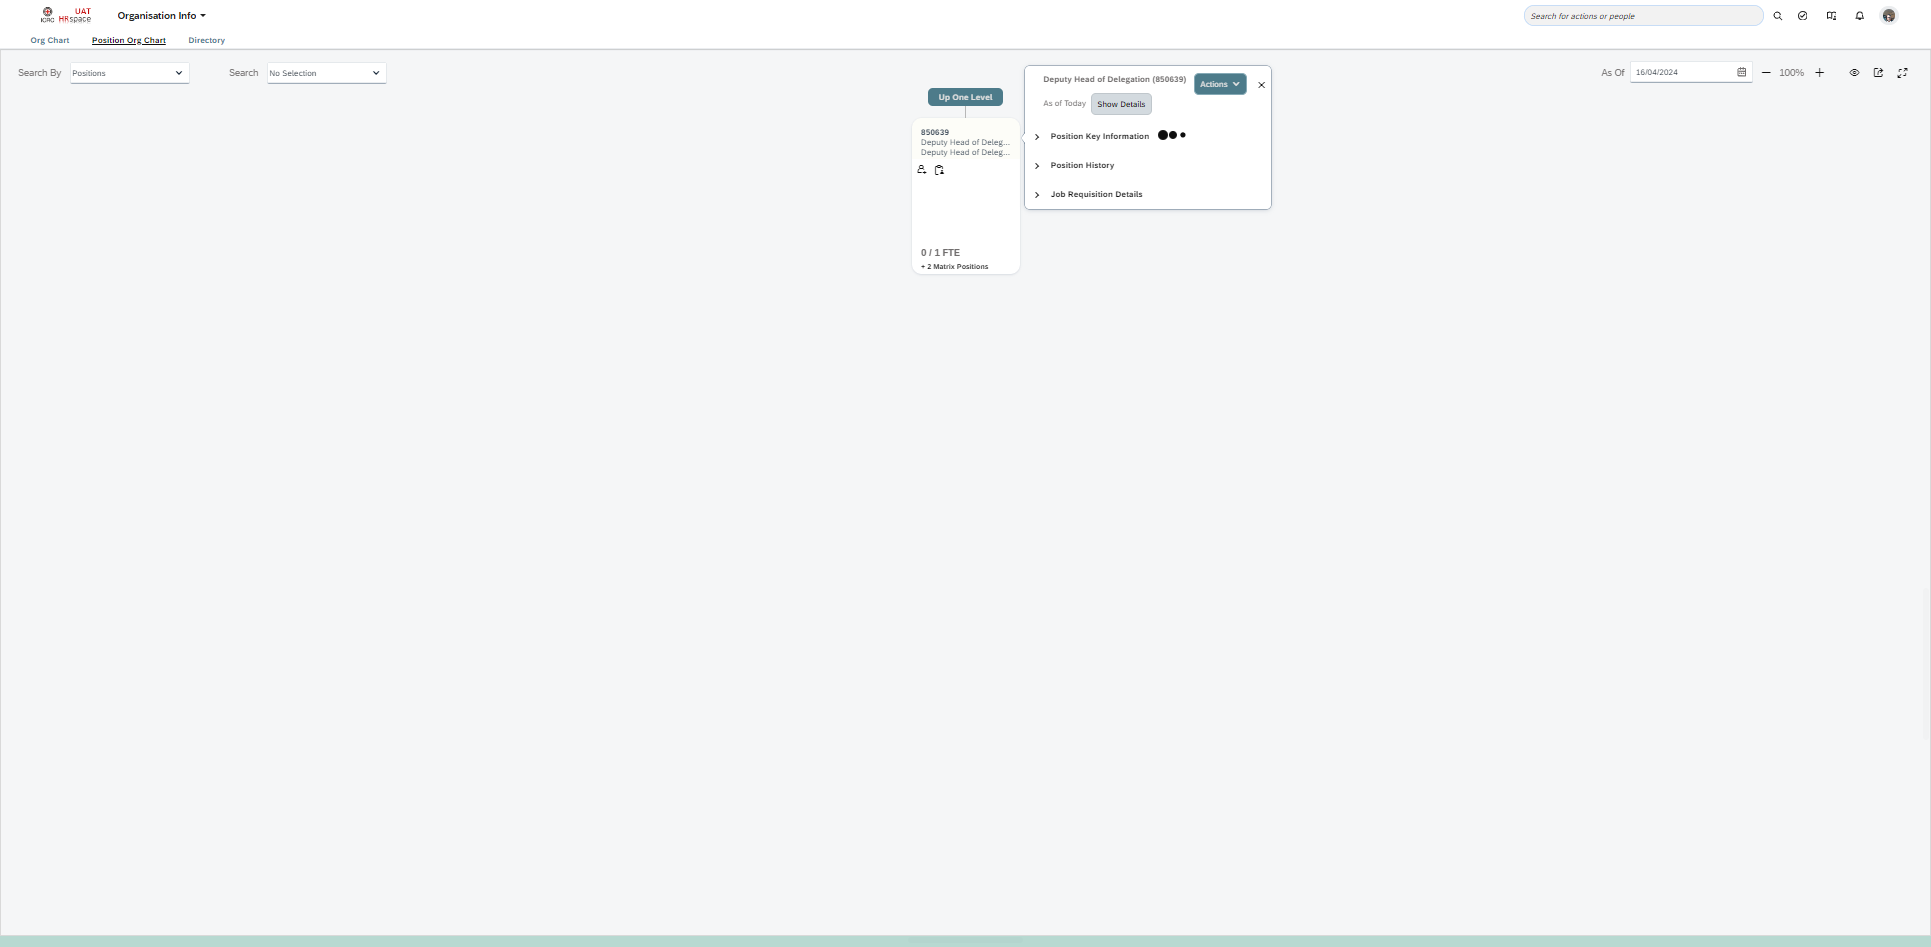 UAT
ICRC HRspace
Organisation Info
Search for actions or people
Org Chart
Position Org Chart
Directory
Search By
Positions
Search
No Selection
As Of
16/04/2024
100%
Up One Level
850639
Deputy Head of Deleg...
Deputy Head of Deleg...
0 / 1 FTE
+ 2 Matrix Positions
Deputy Head of Delegation (850639)
Actions
As of Today
Show Details
Position Key Information
Position History
Job Requisition Details